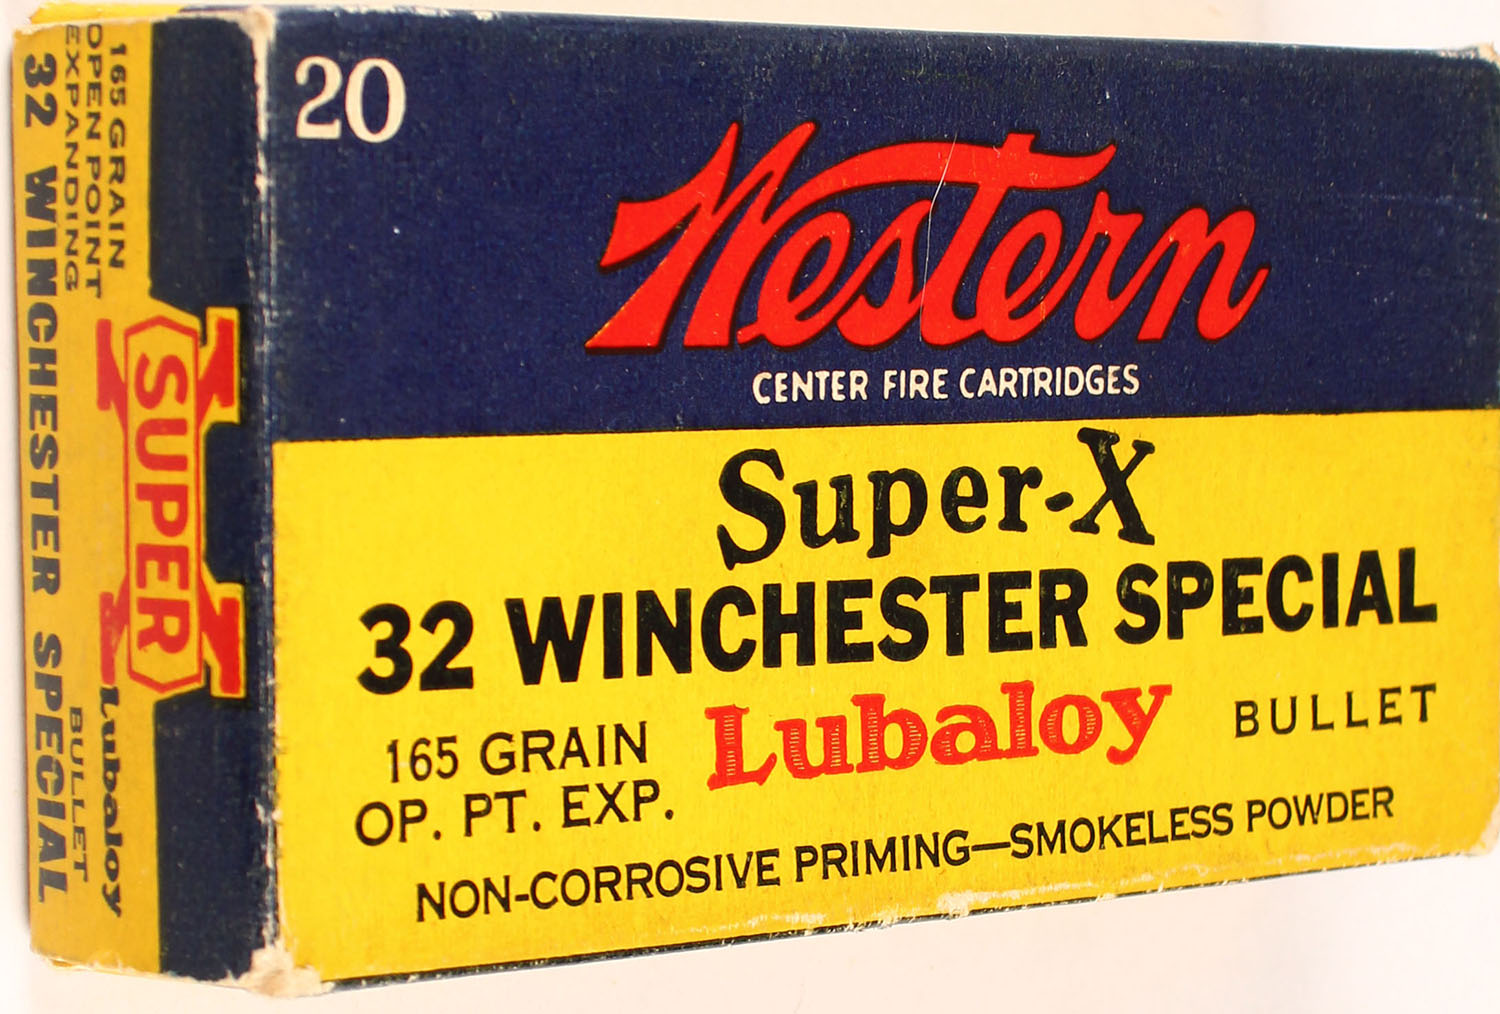 20
Western
CENTER FIRE CARTRIDGES
Super-X
32 WINCHESTER SPECIAL
165 GRAIN
OP. PT. EXP.
Lubaloy BULLET
NON-CORROSIVE PRIMING—SMOKELESS POWDER
165 GRAIN
OPEN POINT
EXPANDING
32 WINCHESTER SPECIAL
X
SUPER
Lubaloy
BULLET